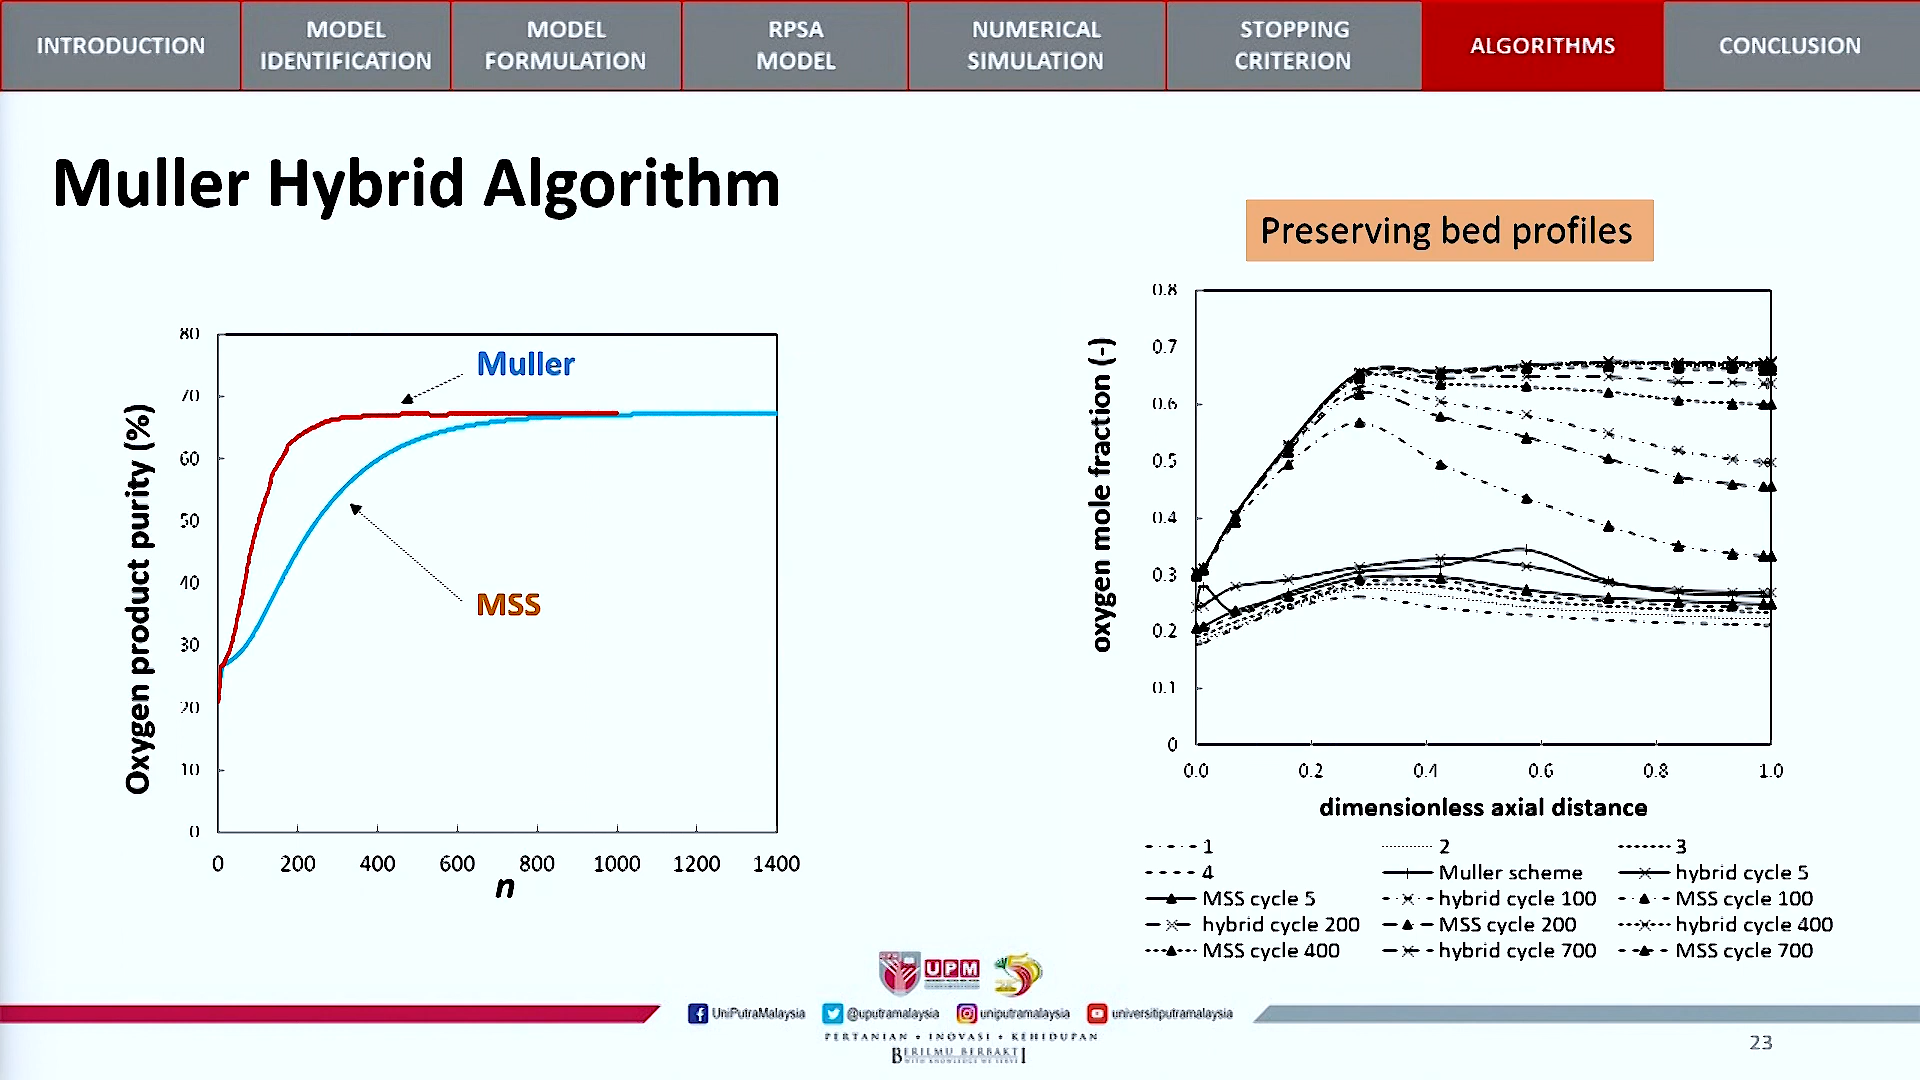 INTRODUCTION
MODEL
IDENTIFICATION
MODEL
FORMULATION
RPSA
MODEL
NUMERICAL
SIMULATION
STOPPING
CRITERION
ALGORITHMS
CONCLUSION
Muller Hybrid Algorithm
Preserving bed profiles
Oxygen product purity (%)
80
70
60
50
40
30
20
10
0
Muller
MSS
0 200 400 600 800 1000 1200 1400
n
oxygen mole fraction (-)
0.8
0.7
0.6
0.5
0.4
0.3
0.2
0.1
0
0.0 0.2 0.4 0.6 0.8 1.0
dimensionless axial distance
1 2 3
4 Muller scheme hybrid cycle 5
MSS cycle 5 hybrid cycle 100 MSS cycle 100
hybrid cycle 200 MSS cycle 200 hybrid cycle 400
MSS cycle 400 hybrid cycle 700 MSS cycle 700
UPM
UniPutraMalaysia @uputramalaysia uniputramalaysia universitiputramalaysia
PERTANIAN • INOVASI • KEHIDUPAN
BERILMU BERBAKTI
WITH KNOWLEDGE WE SERVE
23